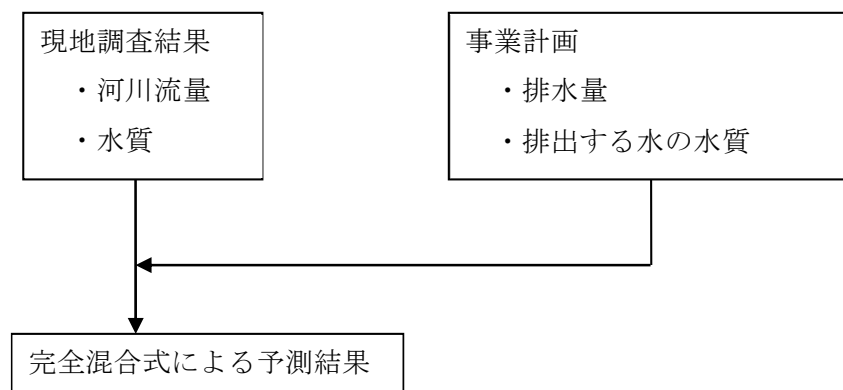 現地調査結果
・河川流量
・水質
事業計画
・排水量
・排出する水の水質
完全混合式による予測結果